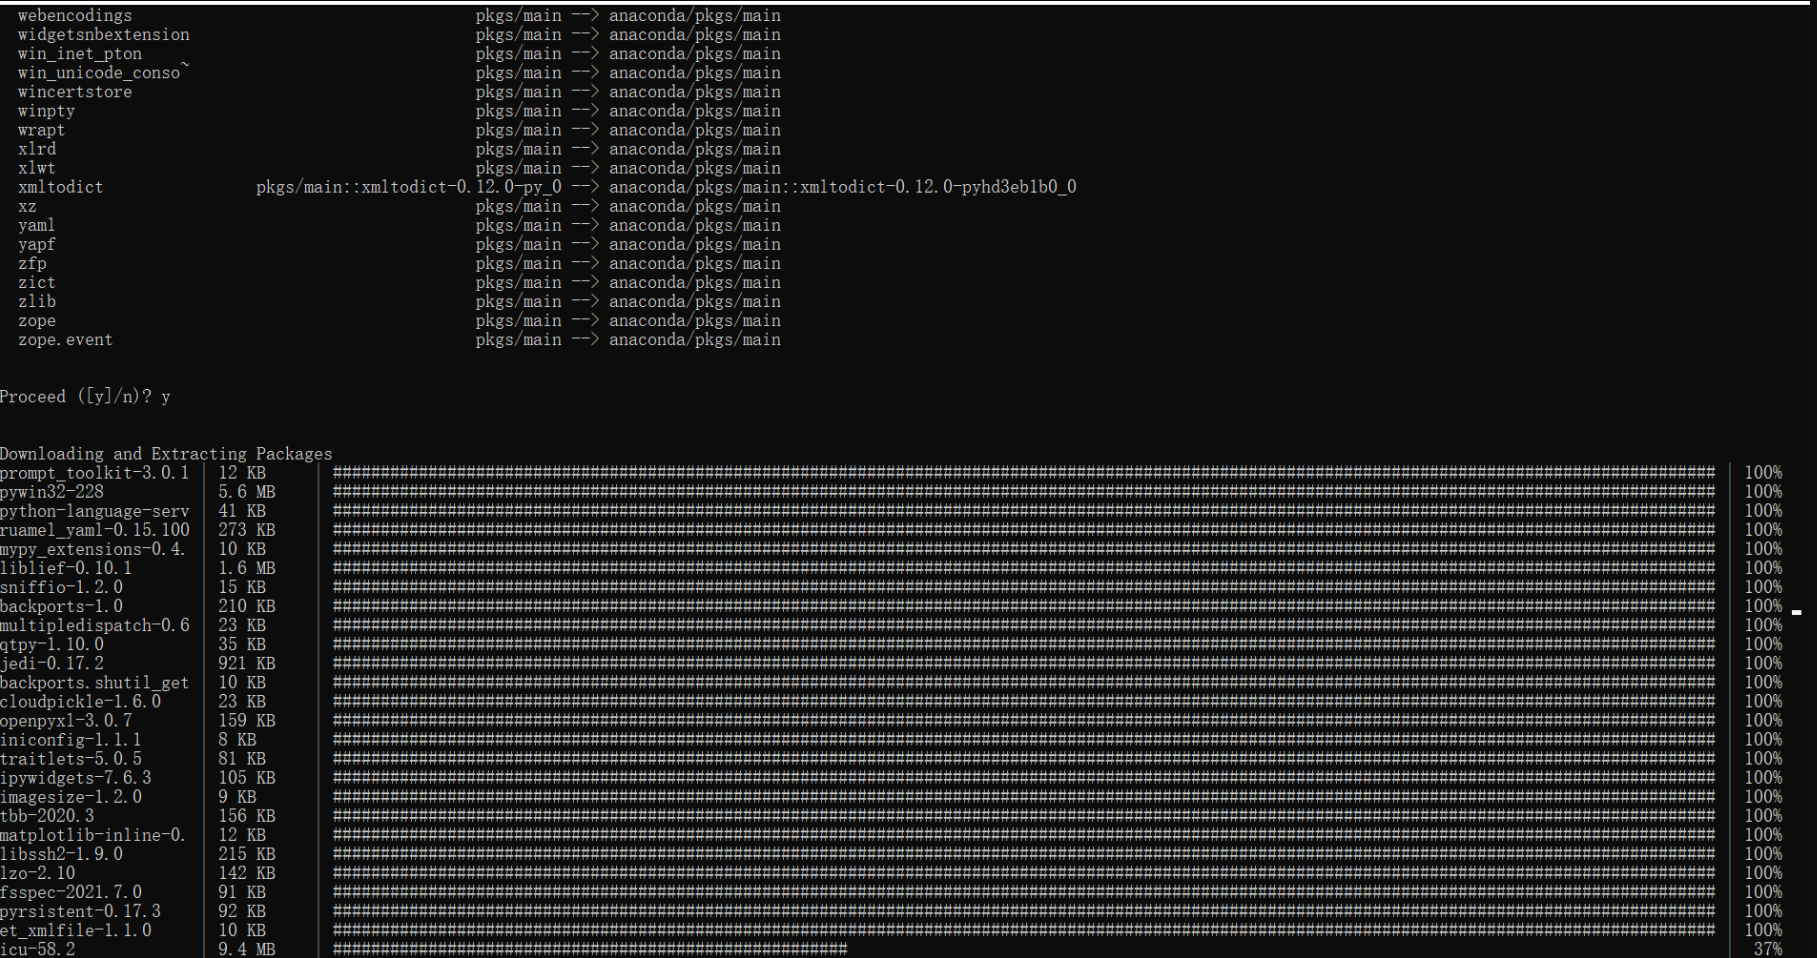 webencodings pkgs/main --> anaconda/pkgs/main
widgetsnbextension pkgs/main --> anaconda/pkgs/main
win_inet_pton pkgs/main --> anaconda/pkgs/main
win_unicode_conso~ pkgs/main --> anaconda/pkgs/main
wincertstore pkgs/main --> anaconda/pkgs/main
winpty pkgs/main --> anaconda/pkgs/main
wrapt pkgs/main --> anaconda/pkgs/main
xlrd pkgs/main --> anaconda/pkgs/main
xlwt pkgs/main --> anaconda/pkgs/main
xmltodict pkgs/main::xmltodict-0.12.0-py_0 --> anaconda/pkgs/main::xmltodict-0.12.0-pyhd3eb1b0_0
xz pkgs/main --> anaconda/pkgs/main
yaml pkgs/main --> anaconda/pkgs/main
yapf pkgs/main --> anaconda/pkgs/main
zfp pkgs/main --> anaconda/pkgs/main
zict pkgs/main --> anaconda/pkgs/main
zlib pkgs/main --> anaconda/pkgs/main
zope pkgs/main --> anaconda/pkgs/main
zope.event pkgs/main --> anaconda/pkgs/main
Proceed ([y]/n)? y
Downloading and Extracting Packages
prompt_toolkit-3.0.1 | 12 KB | 100%
pywin32-228 | 5.6 MB | 100%
python-language-serv | 41 KB | 100%
ruamel_yaml-0.15.100 | 273 KB | 100%
mypy_extensions-0.4. | 10 KB | 100%
liblief-0.10.1 | 1.6 MB | 100%
sniffio-1.2.0 | 15 KB | 100%
backports-1.0 | 210 KB | 100%
multipledispatch-0.6 | 23 KB | 100%
qtpy-1.10.0 | 35 KB | 100%
jedi-0.17.2 | 921 KB | 100%
backports.shutil_get | 10 KB | 100%
cloudpickle-1.6.0 | 23 KB | 100%
openpyxl-3.0.7 | 159 KB | 100%
iniconfig-1.1.1 | 8 KB | 100%
traitlets-5.0.5 | 81 KB | 100%
ipywidgets-7.6.3 | 105 KB | 100%
imagesize-1.2.0 | 9 KB | 100%
tbb-2020.3 | 156 KB | 100%
matplotlib-inline-0. | 12 KB | 100%
libssh2-1.9.0 | 215 KB | 100%
lzo-2.10 | 142 KB | 100%
fsspec-2021.7.0 | 91 KB | 100%
pyrsistent-0.17.3 | 92 KB | 100%
et_xmlfile-1.1.0 | 10 KB | 100%
icu-58.2 | 9.4 MB | 37%